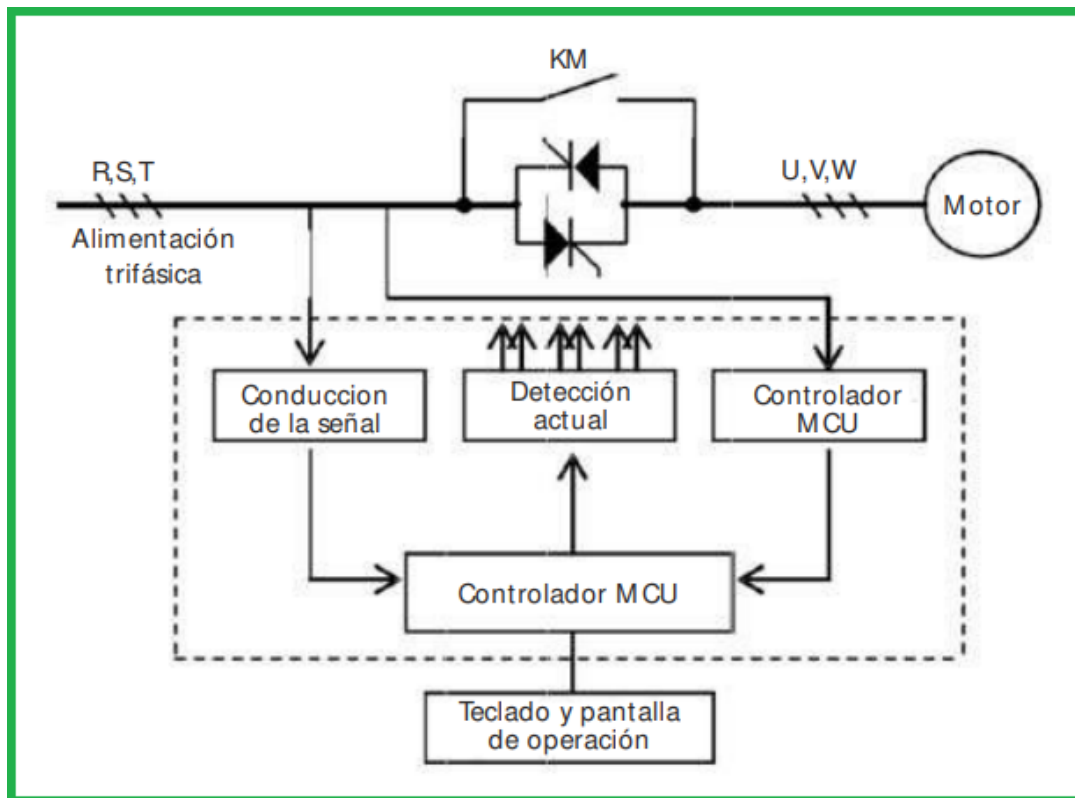 KM
R,S,T
U,V,W
Motor
Alimentación
trifásica
Conduccion
de la señal
Detección
actual
Controlador
MCU
Controlador MCU
Teclado y pantalla
de operación